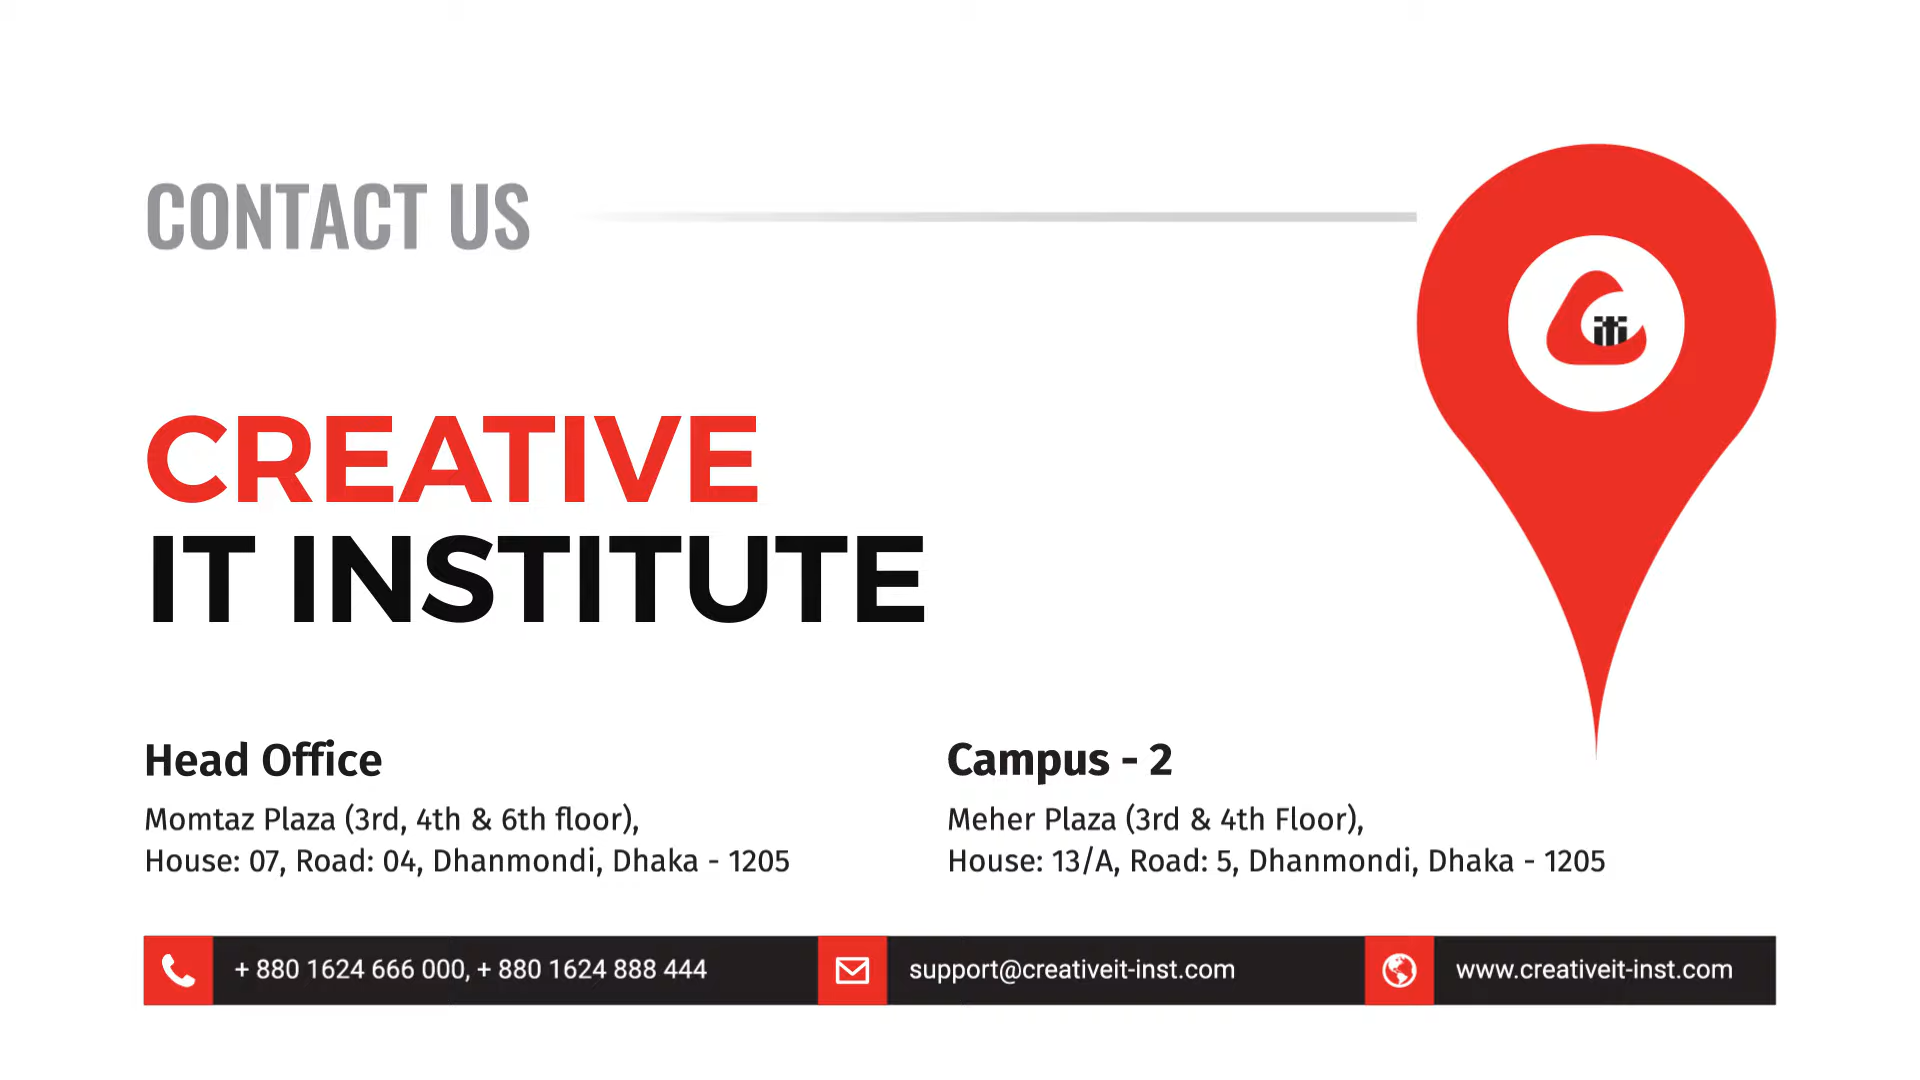 CONTACT US
iTi
CREATIVE
IT INSTITUTE
Head Office
Momtaz Plaza (3rd, 4th & 6th floor),
House: 07, Road: 04, Dhanmondi, Dhaka - 1205
Campus - 2
Meher Plaza (3rd & 4th Floor),
House: 13/A, Road: 5, Dhanmondi, Dhaka - 1205
+ 880 1624 666 000, + 880 1624 888 444
support@creativeit-inst.com
www.creativeit-inst.com